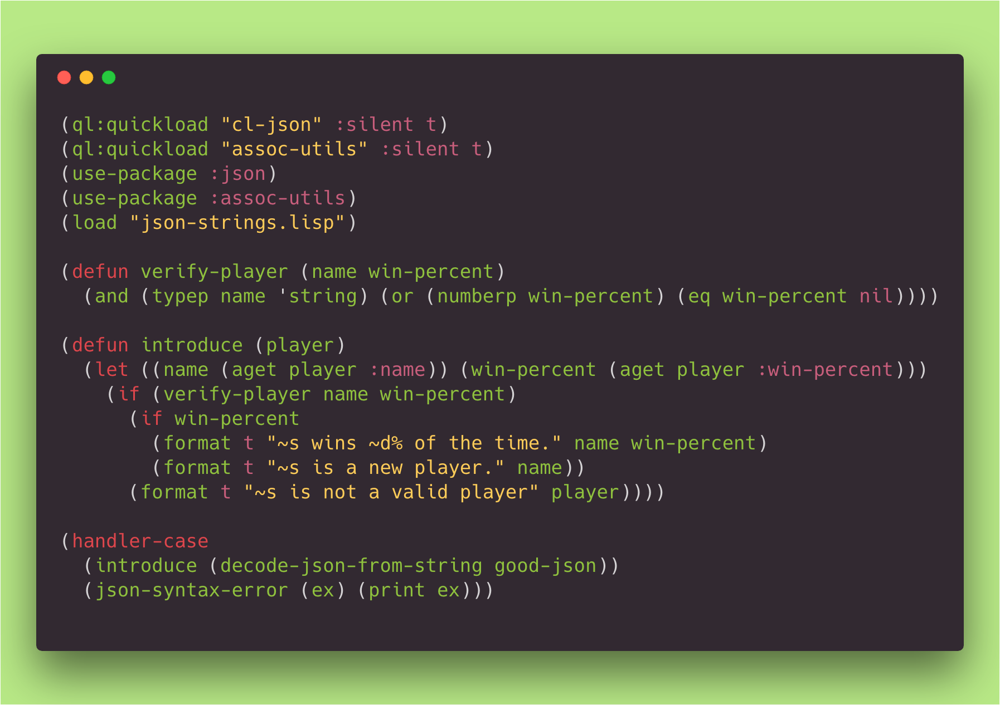 (ql:quickload "cl-json" :silent t)
(ql:quickload "assoc-utils" :silent t)
(use-package :json)
(use-package :assoc-utils)
(load "json-strings.lisp")

(defun verify-player (name win-percent)
  (and (typep name 'string) (or (numberp win-percent) (eq win-percent nil))))

(defun introduce (player)
  (let ((name (aget player :name)) (win-percent (aget player :win-percent)))
    (if (verify-player name win-percent)
      (if win-percent
        (format t "~s wins ~d% of the time." name win-percent)
        (format t "~s is a new player." name))
      (format t "~s is not a valid player" player))))

(handler-case
  (introduce (decode-json-from-string good-json))
  (json-syntax-error (ex) (print ex)))